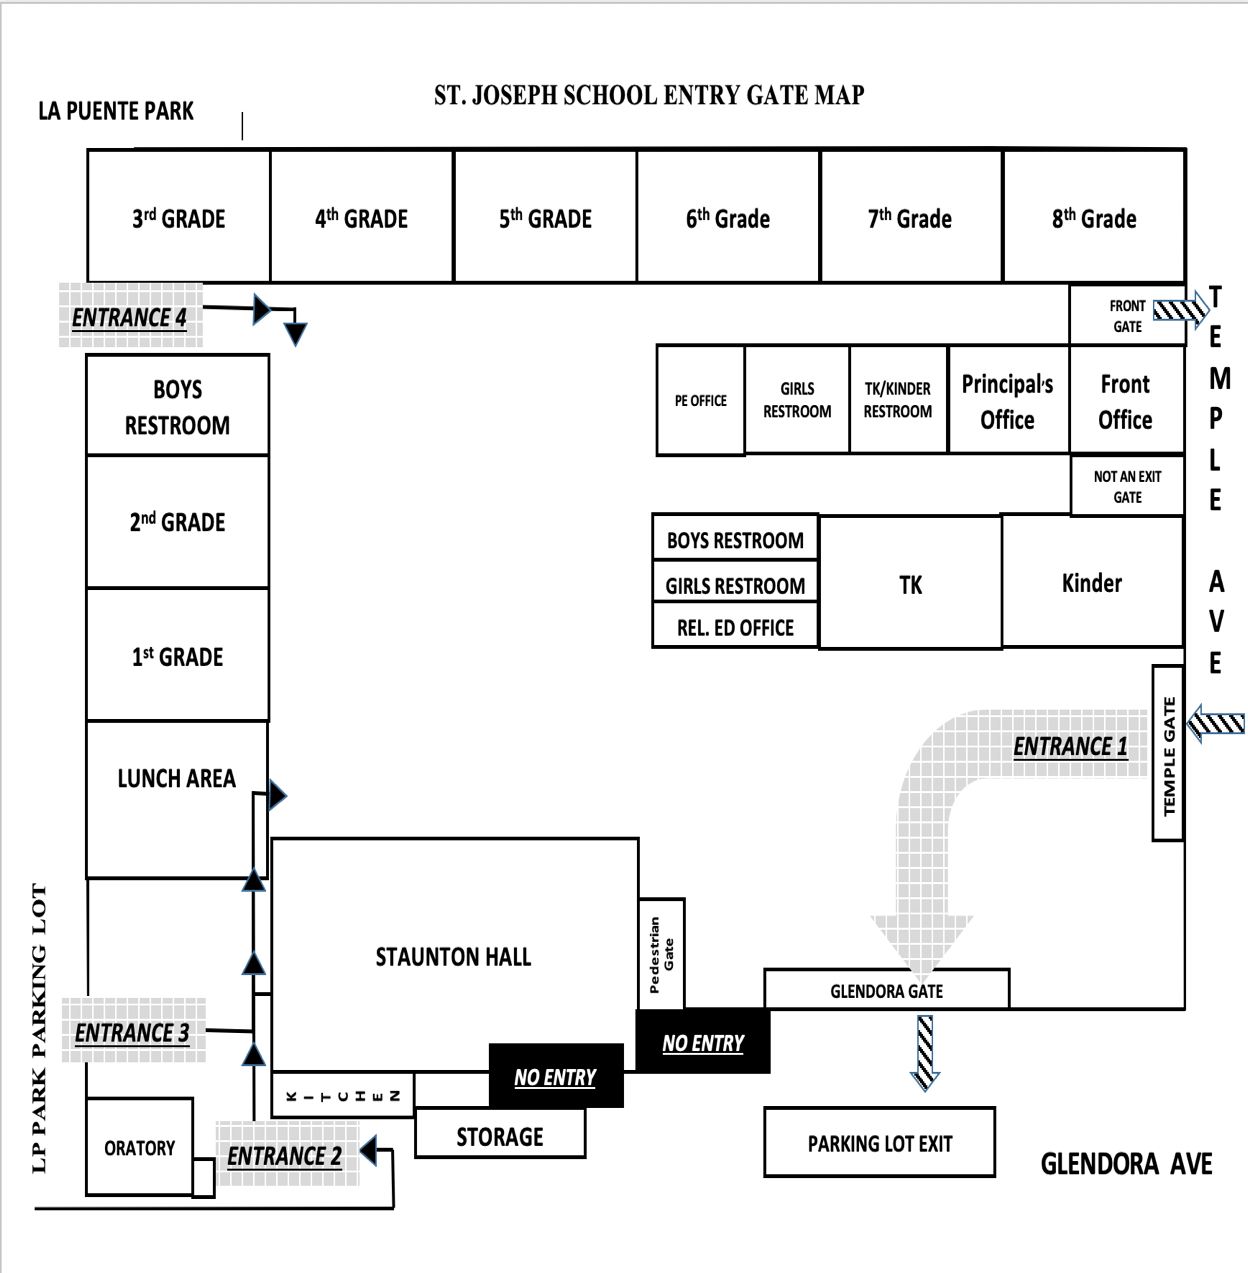 ST. JOSEPH SCHOOL ENTRY GATE MAP
LA PUENTE PARK
3rd GRADE
4th GRADE
5th GRADE
6th Grade
7th Grade
8th Grade
ENTRANCE 4
FRONT
GATE
TEMPLE AVE
BOYS
RESTROOM
PE OFFICE
GIRLS
RESTROOM
TK/KINDER
RESTROOM
Principal's
Office
Front
Office
NOT AN EXIT
GATE
2nd GRADE
BOYS RESTROOM
GIRLS RESTROOM
REL. ED OFFICE
TK
Kinder
1st GRADE
TEMPLE GATE
ENTRANCE 1
LUNCH AREA
STAUNTON HALL
Pedestrian
Gate
GLENDORA GATE
LP PARK PARKING LOT
ENTRANCE 3
NO ENTRY
NO ENTRY
KITCHEN
STORAGE
ORATORY
ENTRANCE 2
PARKING LOT EXIT
GLENDORA AVE